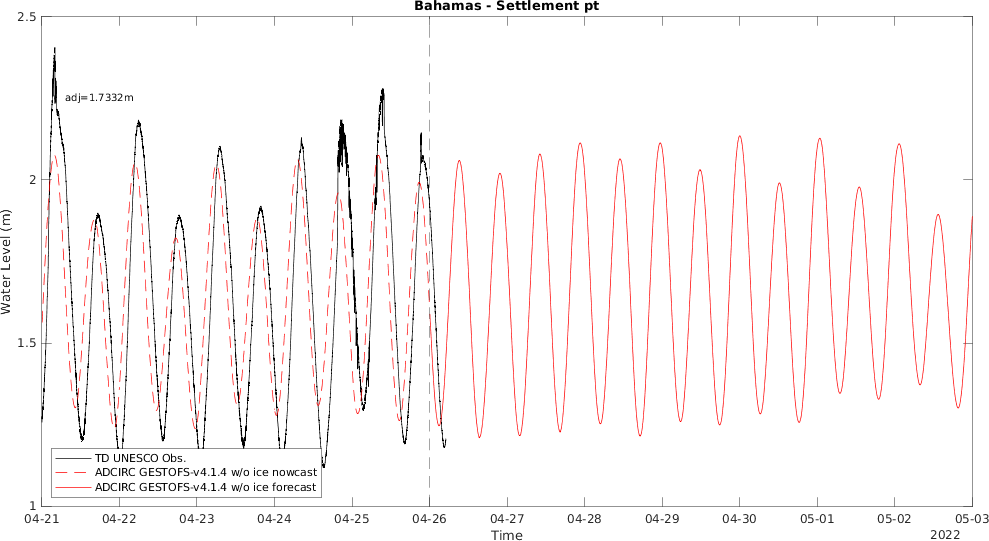 Bahamas - Settlement pt
2.5
adj=1.7332m
2
Water Level (m)
1.5
TD UNESCO Obs.
ADCIRC GESTOFS-v4.1.4 w/o ice nowcast
ADCIRC GESTOFS-v4.1.4 w/o ice forecast
1
04-21 04-22 04-23 04-24 04-25 04-26 04-27 04-28 04-29 04-30 05-01 05-02 05-03
Time 2022